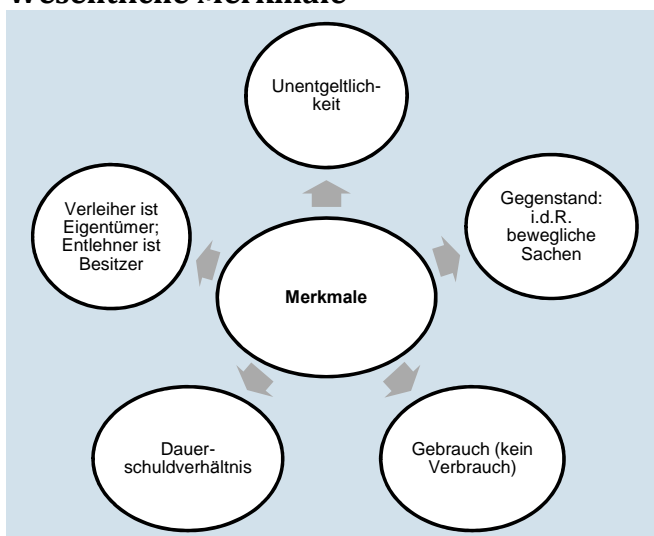 Wesentliche Merkmale
Unentgeltlich-
keit
Verleiher ist
Eigentümer;
Entlehner ist
Besitzer
Gegenstand:
i.d.R.
bewegliche
Sachen
Merkmale
Dauer-
schuldverhältnis
Gebrauch (kein
Verbrauch)